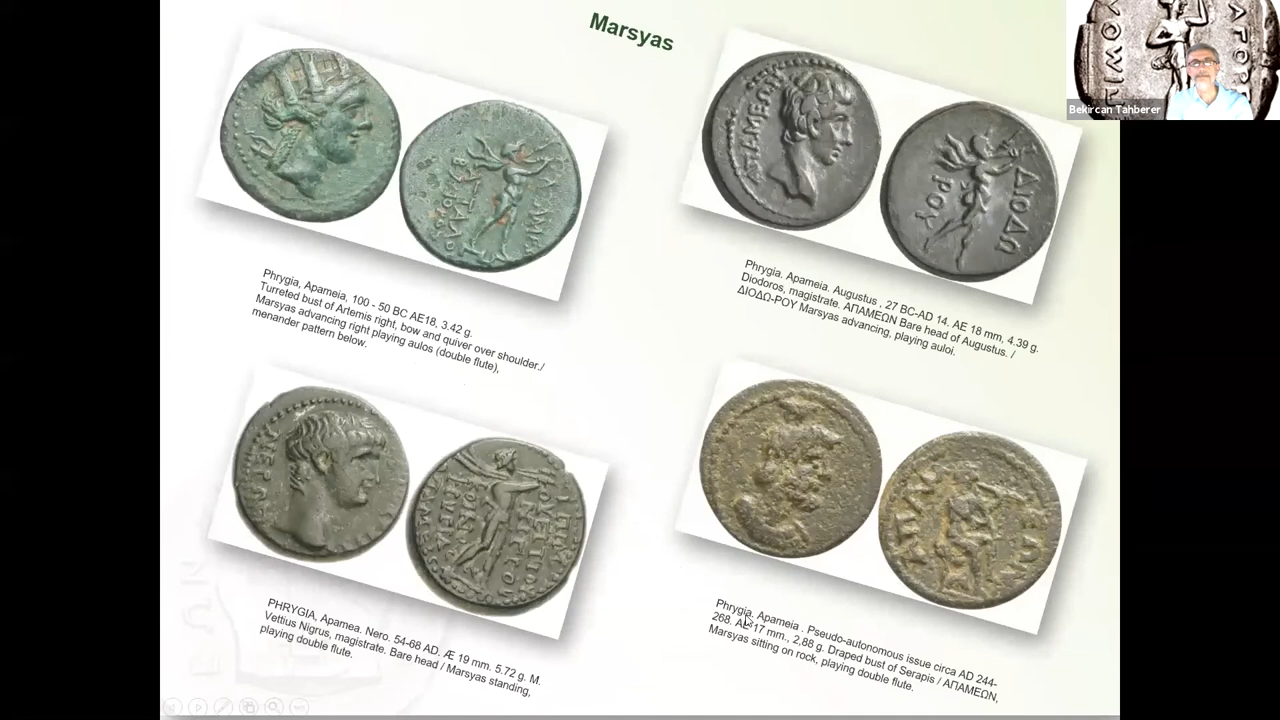 Marsyas
ΑΓΟΡ
Bekircan Tahberer
ΑΠΑΜΕΩΝ
ΔΙΟΔΩ
ΡΟΥ
Phrygia, Apameia, 100 - 50 BC AE18, 3.42 g.
Turreted bust of Artemis right, bow and quiver over shoulder./
Marsyas advancing right playing aulos (double flute),
menander pattern below.
Phrygia. Apameia. Augustus , 27 BC-AD 14. AE 18 mm, 4.39 g.
Diodoros, magistrate. ΑΠΑΜΕΩΝ Bare head of Augustus. /
ΔΙΟΔΩ-ΡΟΥ Marsyas advancing, playing auloi.
PHRYGIA, Apamea. Nero. 54-68 AD. Æ 19 mm. 5.72 g. M.
Vettius Nigrus, magistrate. Bare head / Marsyas standing,
playing double flute.
Phrygia. Apameia . Pseudo-autonomous issue circa AD 244-
268. AE 17 mm., 2,88 g. Draped bust of Serapis / ΑΠΑΜΕΩΝ,
Marsyas sitting on rock, playing double flute.